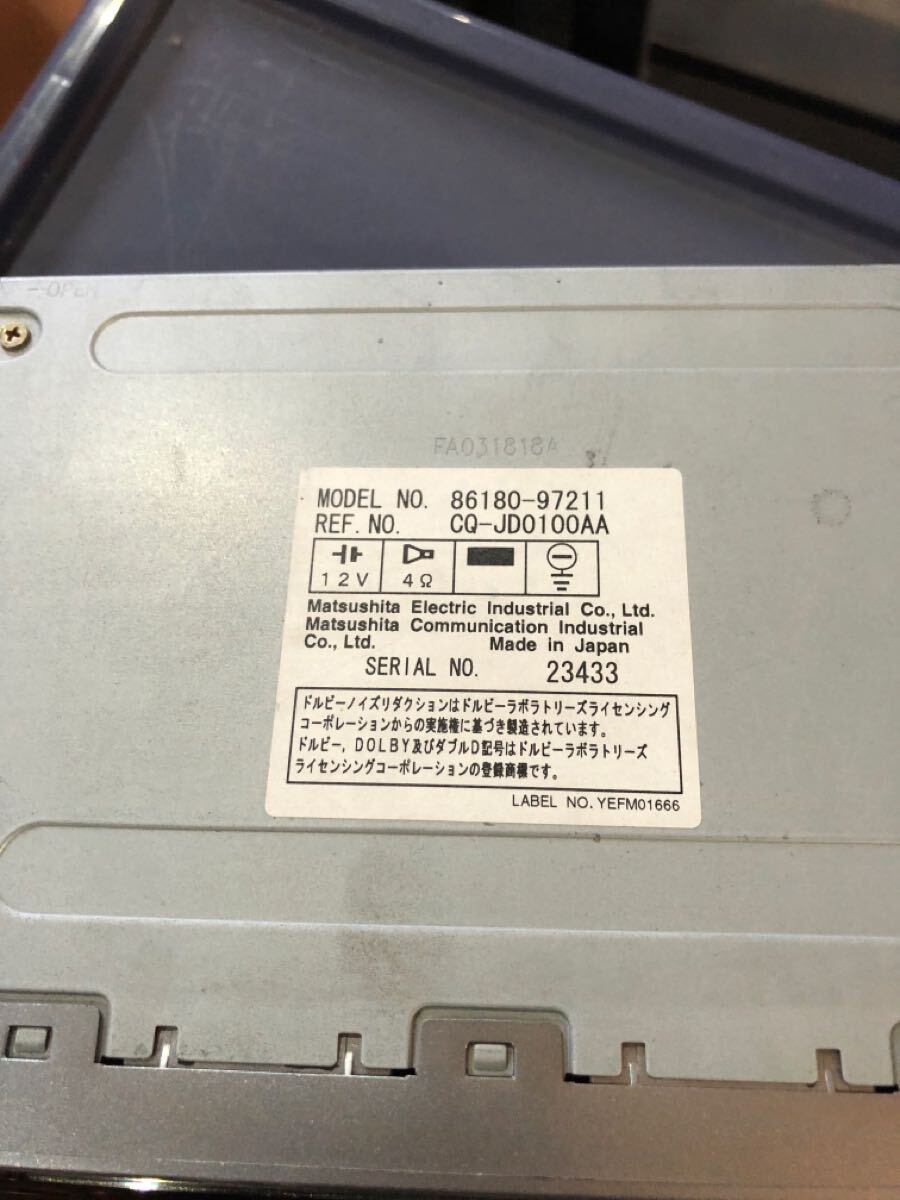 OPEN
FA031818A
MODEL NO. 86180-97211
REF.NO. CQ-JD0100AA
12V 4Ω
Matsushita Electric Industrial Co., Ltd.
Matsushita Communication Industrial
Co., Ltd. Made in Japan
SERIAL NO. 23433
ドルビーノイズリダクションはドルビーラボラトリーズライセンシング
コーポレーションからの実施権に基づき製造されています。
ドルビー, DOLBY及びダブルD記号はドルビーラボラトリーズ
ライセンシングコーポレーションの登録商標です。
LABEL NO. YEFM01666